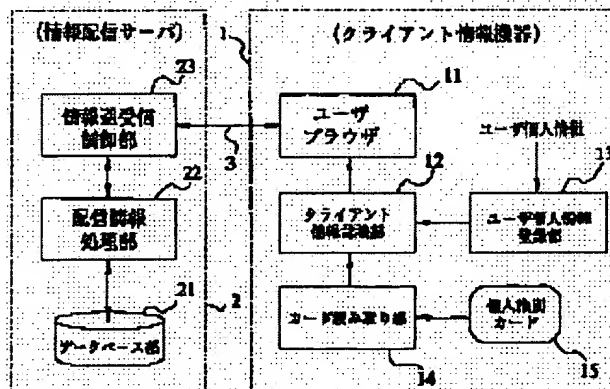 (情報配信サーバ)
23
情報送受信
制御部
22
配信情報
処理部
21
データベース部
2
1
3
(クライアント情報機器)
11
ユーザ
ブラウザ
12
クライアント
情報認識部
ユーザ個人情報
13
ユーザ個人情報
登録部
カード読み取り部
14
個人識別
カード
15